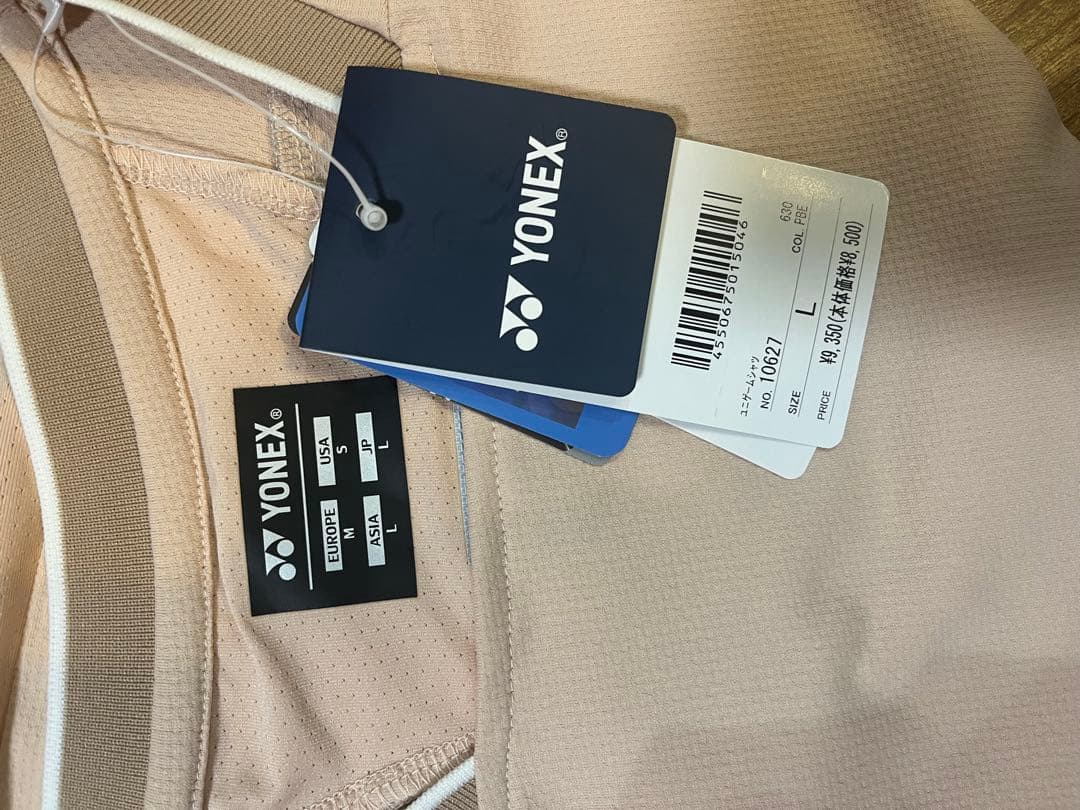 YONEX®
4550675015046
ユニゲームシャツ 630
NO. 10627 COL. PBE
SIZE L
PRICE ¥9,350(本体価格¥8,500)
YONEX®
EUROPE USA
M S
ASIA JP
L L